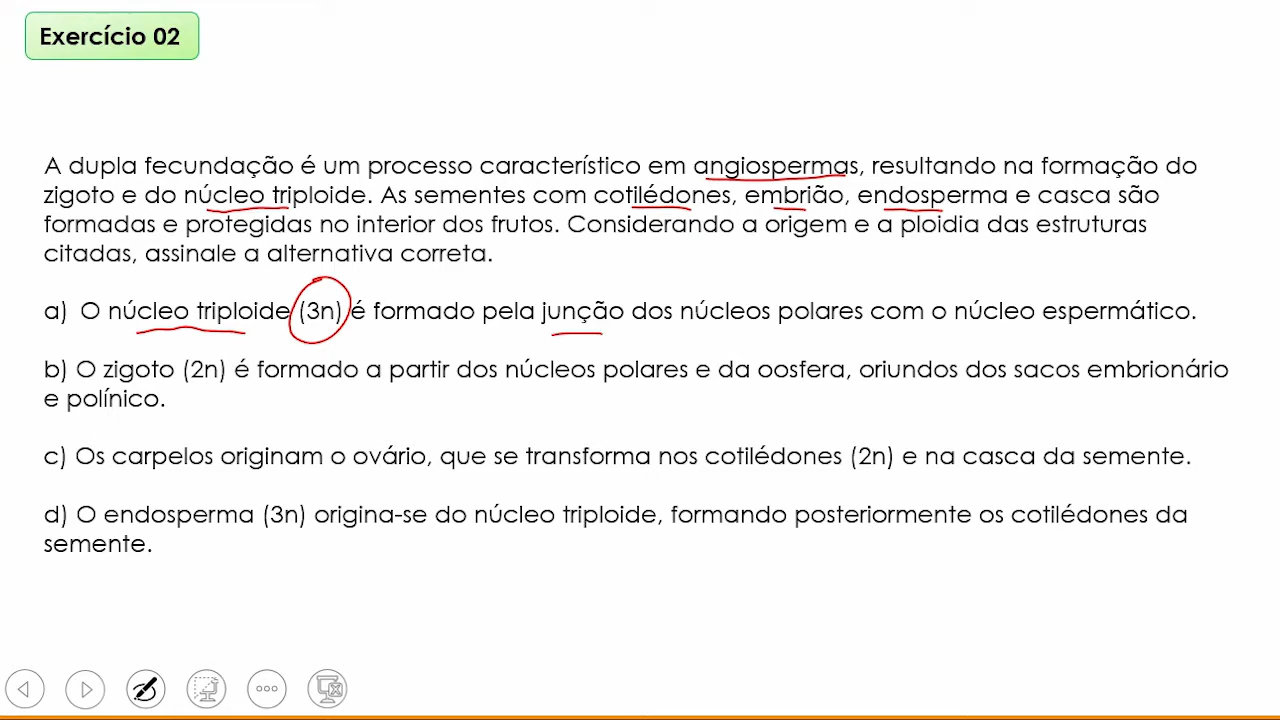 Exercício 02
A dupla fecundação é um processo característico em angiospermas, resultando na formação do
zigoto e do núcleo triploide. As sementes com cotilédones, embrião, endosperma e casca são
formadas e protegidas no interior dos frutos. Considerando a origem e a ploidia das estruturas
citadas, assinale a alternativa correta.
a) O núcleo triploide (3n) é formado pela junção dos núcleos polares com o núcleo espermático.
b) O zigoto (2n) é formado a partir dos núcleos polares e da oosfera, oriundos dos sacos embrionário
e polínico.
c) Os carpelos originam o ovário, que se transforma nos cotilédones (2n) e na casca da semente.
d) O endosperma (3n) origina-se do núcleo triploide, formando posteriormente os cotilédones da
semente.